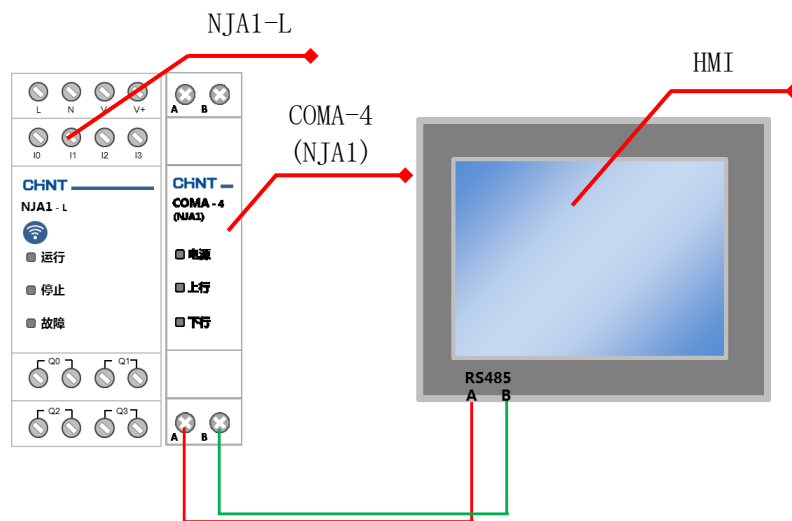 NJA1-L
HMI
COMA-4
(NJA1)
L N V- V+
I0 I1 I2 I3
CHNT
NJA1 - L
运行
停止
故障
Q0 Q1
Q2 Q3
A B
CHNT
COMA - 4
(NJA1)
电源
上行
下行
A B
RS485
A B